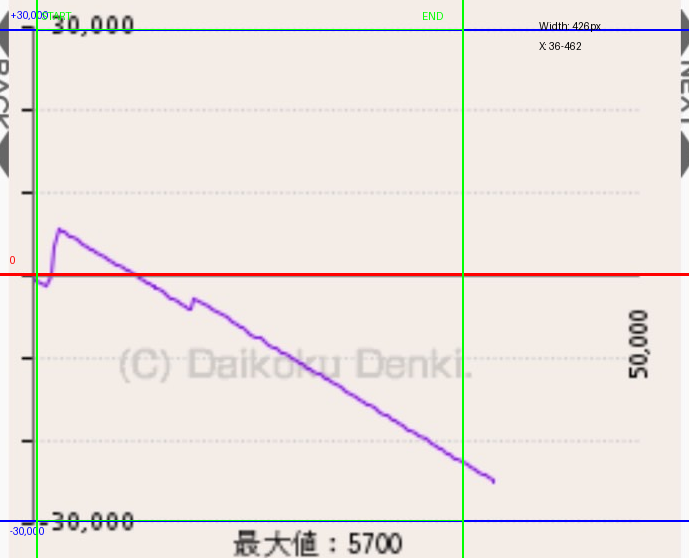 +30,000
START
30,000
END
Width: 426px
X: 36-462
BACK
NEXT
0
50,000
(C) Daikoku Denki.
-30,000
-30,000
最大値：5700